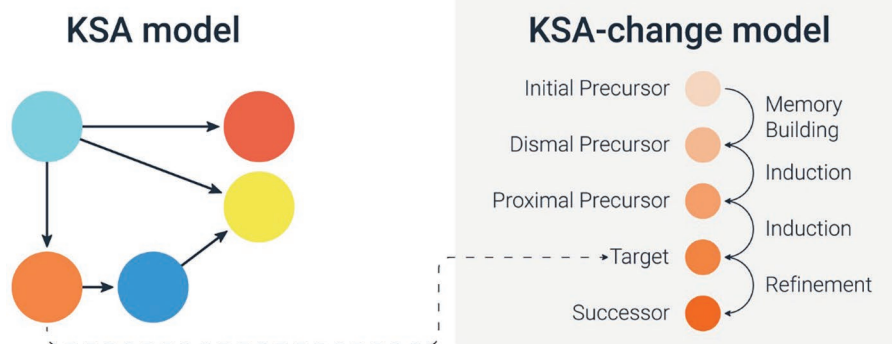 KSA model
KSA-change model
Initial Precursor
Memory
Building
Dismal Precursor
Induction
Proximal Precursor
Induction
Target
Refinement
Successor